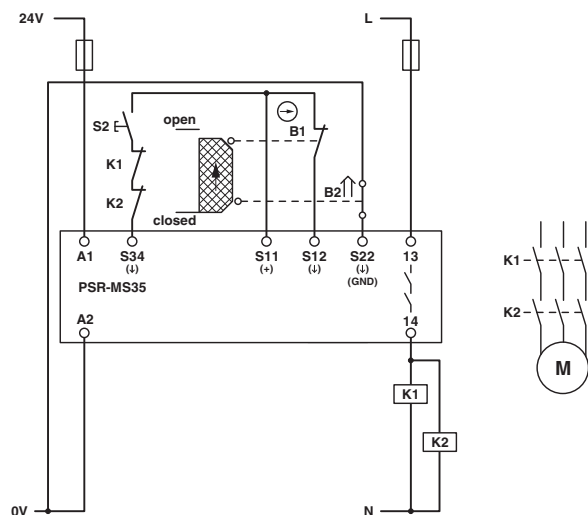 24V
L
open
S2
B1
K1
K2
B2
closed
A1
S34
(↓)
S11
(+)
S12
(↓)
S22
(↓)
(GND)
13
PSR-MS35
A2
14
K1
K2
0V
N
K1
K2
M